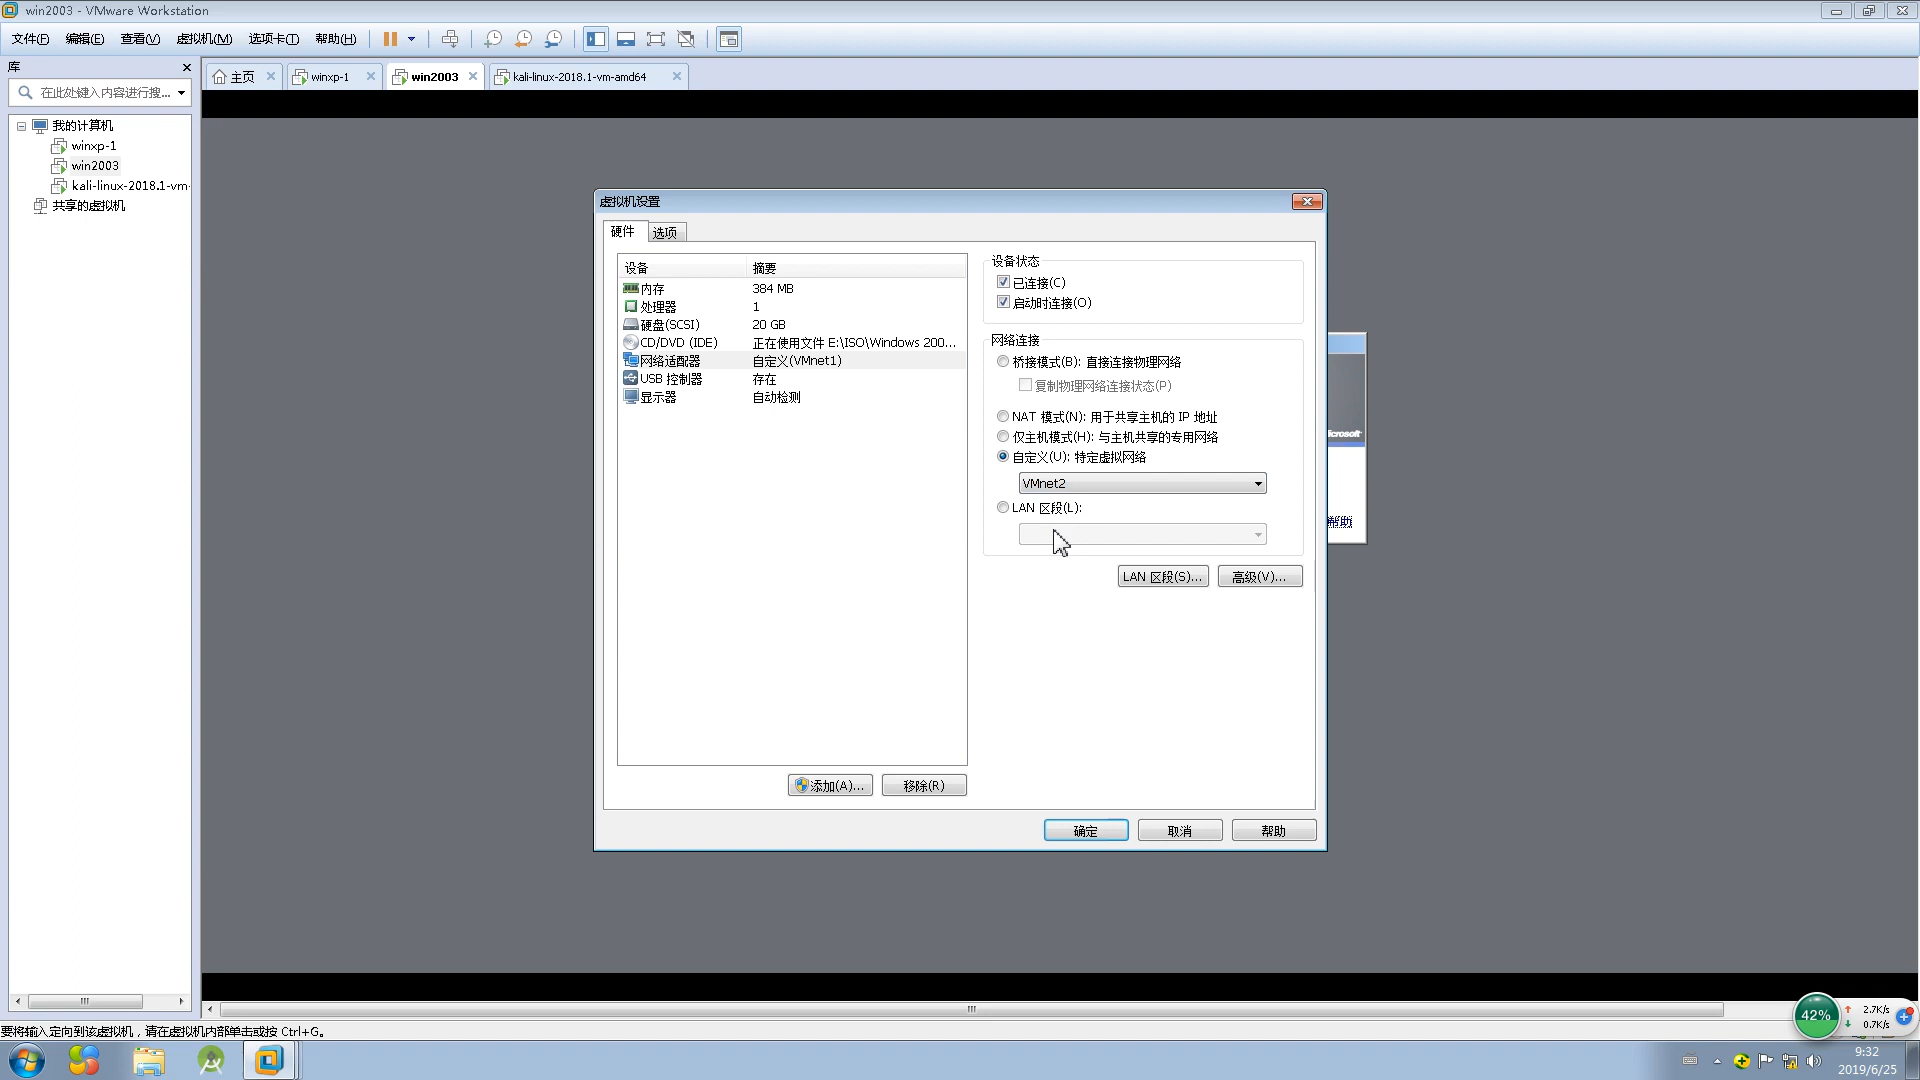 win2003 - VMware Workstation
文件(F) 编辑(E) 查看(V) 虚拟机(M) 选项卡(T) 帮助(H)
库
主页 winxp-1 win2003 kali-linux-2018.1-vm-amd64
在此处键入内容进行搜...
我的计算机
winxp-1
win2003
kali-linux-2018.1-vm-
共享的虚拟机
虚拟机设置
硬件 选项
设备 摘要
内存 384 MB
处理器 1
硬盘(SCSI) 20 GB
CD/DVD (IDE) 正在使用文件 E:\ISO\Windows 200...
网络适配器 自定义(VMnet1)
USB 控制器 存在
显示器 自动检测
设备状态
已连接(C)
启动时连接(O)
网络连接
桥接模式(B): 直接连接物理网络
复制物理网络连接状态(P)
NAT 模式(N): 用于共享主机的 IP 地址
仅主机模式(H): 与主机共享的专用网络
自定义(U): 特定虚拟网络
VMnet2
LAN 区段(L):
LAN 区段(S)... 高级(V)...
添加(A)... 移除(R)
确定 取消 帮助
icrosoft
帮助
要将输入定向到该虚拟机，请在虚拟机内部单击或按 Ctrl+G。
42%
2.7K/s
0.7K/s
9:32
2019/6/25